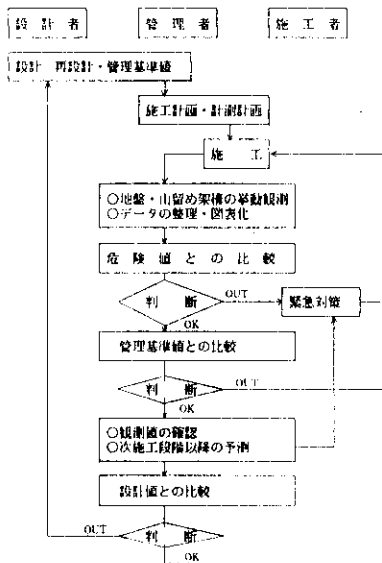 設計者 管理者 施工者
設計 再設計・管理基準値
施工計画・計測計画
施工
○地盤・山留め架構の挙動観測
○データの整理・図表化
危険値との比較
判断 OUT 緊急対策
OK
管理基準値との比較
判断 OUT
OK
○観測値の確認
○次施工段階以降の予測
設計値との比較
OUT 判断
OK